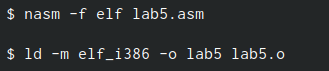 $ nasm -f elf lab5.asm
$ ld -m elf_i386 -o lab5 lab5.o